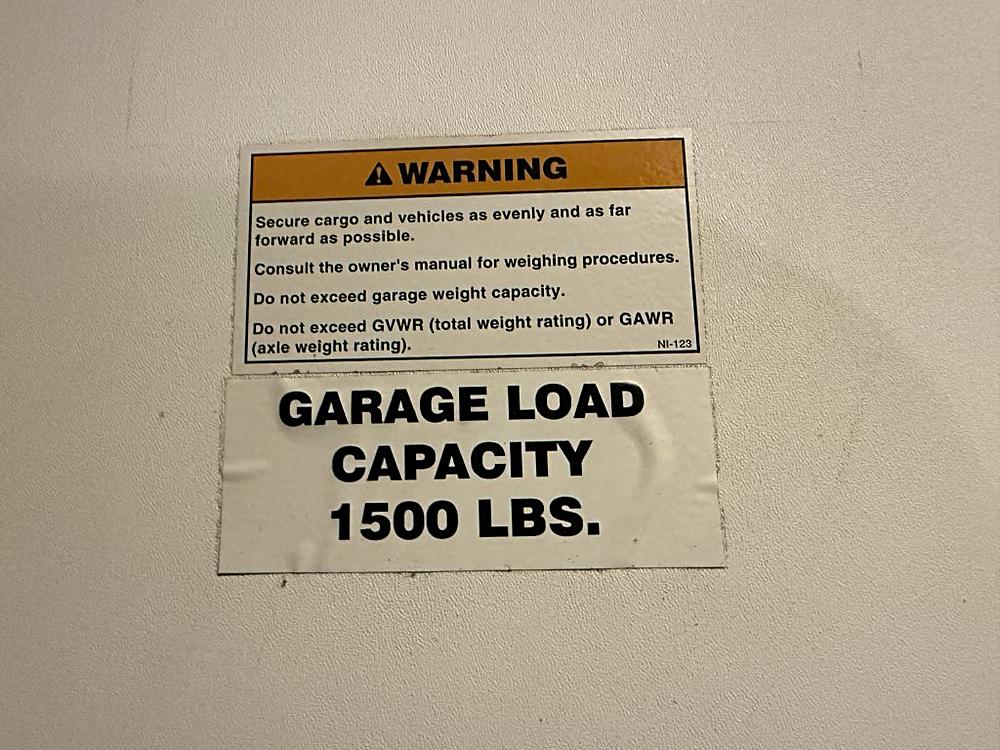 ⚠ WARNING
Secure cargo and vehicles as evenly and as far
forward as possible.
Consult the owner's manual for weighing procedures.
Do not exceed garage weight capacity.
Do not exceed GVWR (total weight rating) or GAWR
(axle weight rating).
NI-123
GARAGE LOAD
CAPACITY
1500 LBS.